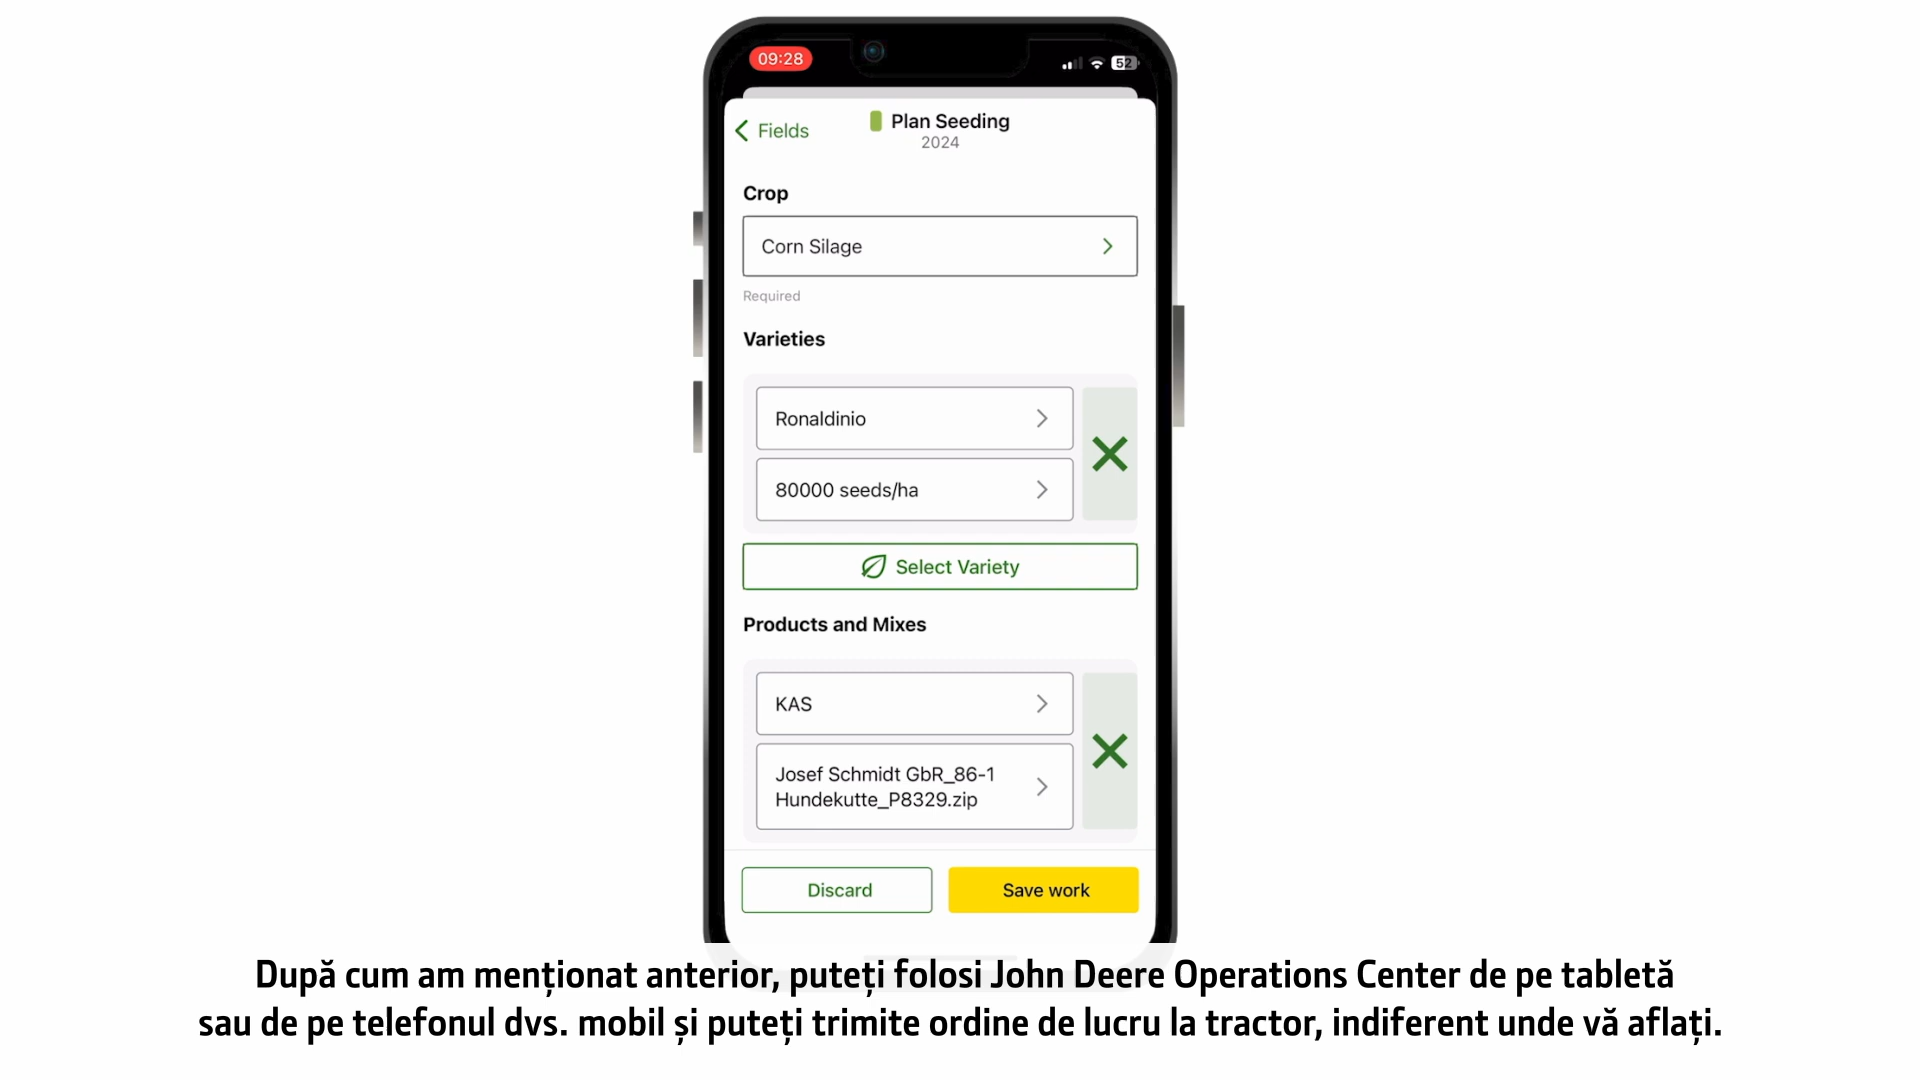 09:28
52
Fields
Plan Seeding
2024
Crop
Corn Silage
Required
Varieties
Ronaldinio
80000 seeds/ha
Select Variety
Products and Mixes
KAS
Josef Schmidt GbR_86-1
Hundekutte_P8329.zip
Discard
Save work
După cum am menționat anterior, puteți folosi John Deere Operations Center de pe tabletă
sau de pe telefonul dvs. mobil și puteți trimite ordine de lucru la tractor, indiferent unde vă aflați.